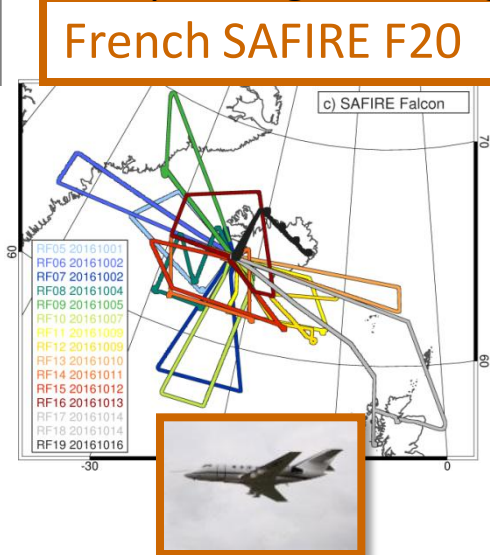 French SAFIRE F20
c) SAFIRE Falcon
70
60
RF05 20161001
RF06 20161002
RF07 20161002
RF08 20161004
RF09 20161005
RF10 20161007
RF11 20161009
RF12 20161009
RF13 20161010
RF14 20161011
RF15 20161012
RF16 20161013
RF17 20161014
RF18 20161014
RF19 20161016
60
-30
0